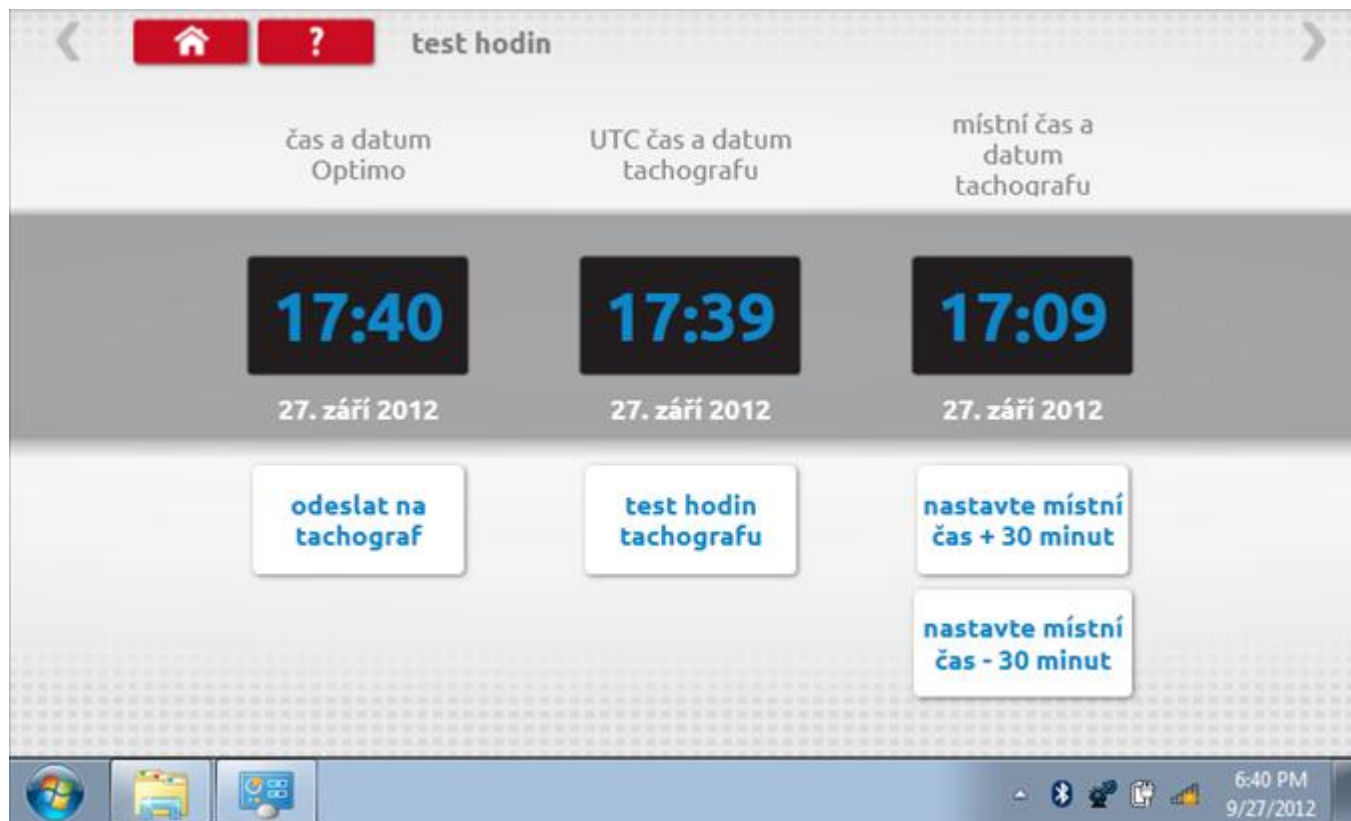 ?
test hodin
čas a datum
Optimo
UTC čas a datum
tachografu
místní čas a
datum
tachografu
17:40
17:39
17:09
27. září 2012
27. září 2012
27. září 2012
odeslat na
tachograf
test hodin
tachografu
nastavte místní
čas + 30 minut
nastavte místní
čas - 30 minut
6:40 PM
9/27/2012